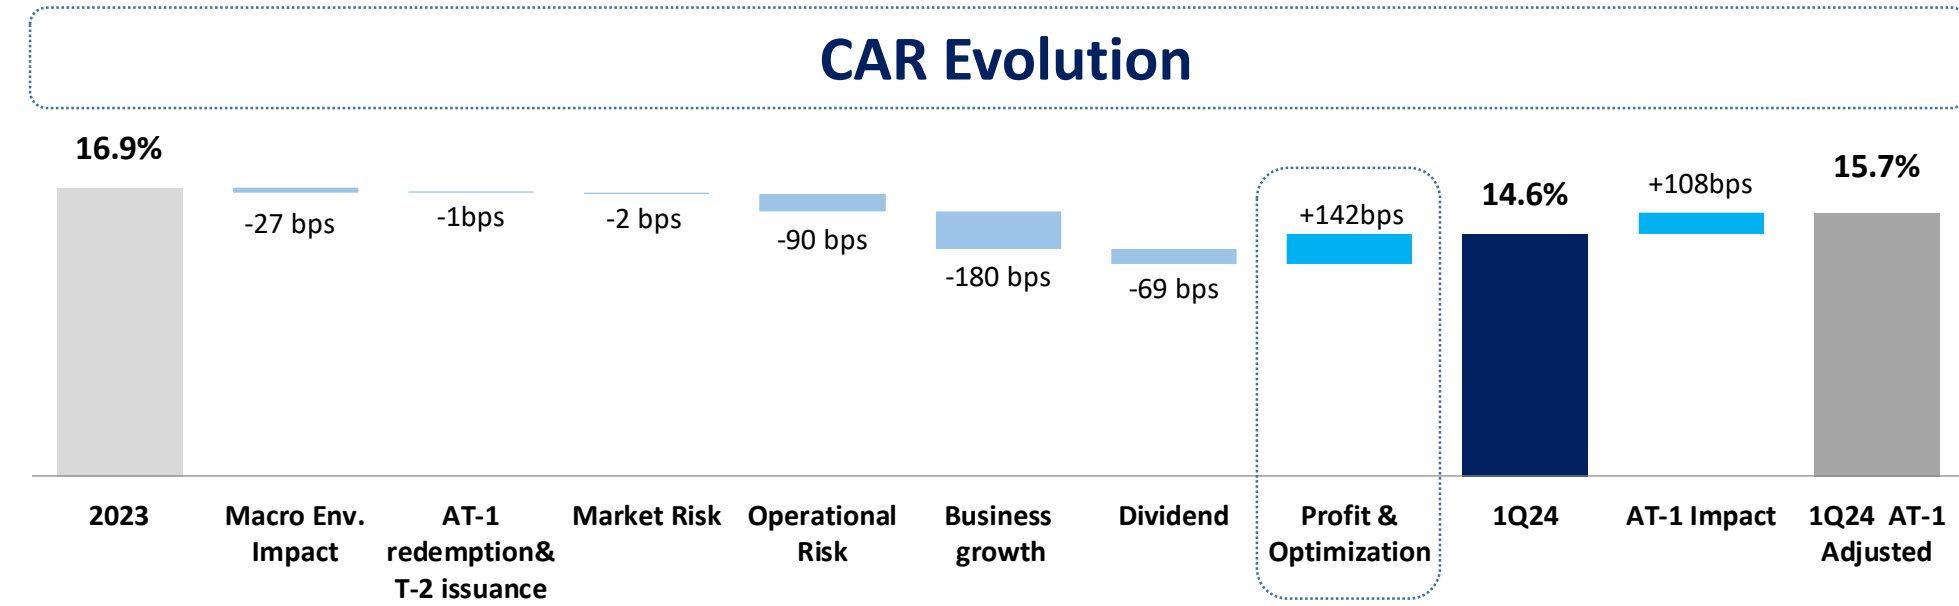 CAR Evolution
16.9%
-27 bps
-1bps
-2 bps
-90 bps
-180 bps
-69 bps
+142bps
14.6%
+108bps
15.7%
2023
Macro Env.
Impact
AT-1
redemption&
T-2 issuance
Market Risk
Operational
Risk
Business
growth
Dividend
Profit &
Optimization
1Q24
AT-1 Impact
1Q24 AT-1
Adjusted